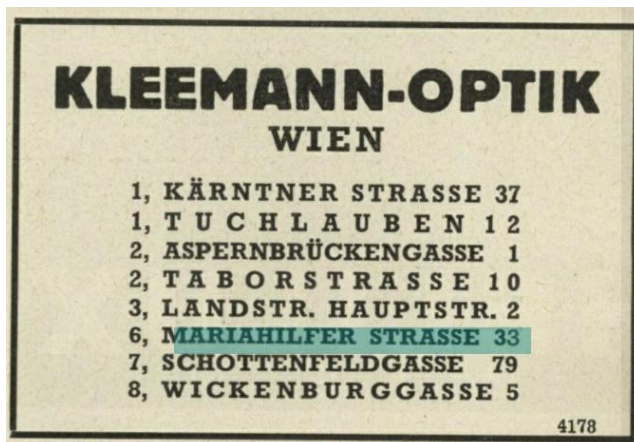 KLEEMANN-OPTIK
WIEN
1, KÄRNTNER STRASSE 37
1, TUCHLAUBEN 12
2, ASPERNBRÜCKENGASSE 1
2, TABORSTRASSE 10
3, LANDSTR. HAUPTSTR. 2
6, MARIAHILFER STRASSE 33
7, SCHOTTENFELDGASSE 79
8, WICKENBURGGASSE 5
4178